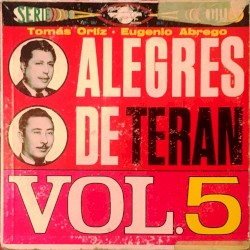 SERIE
Tomás Ortiz - Eugenio Abrego
ALEGRES
DE TERAN
VOL.5